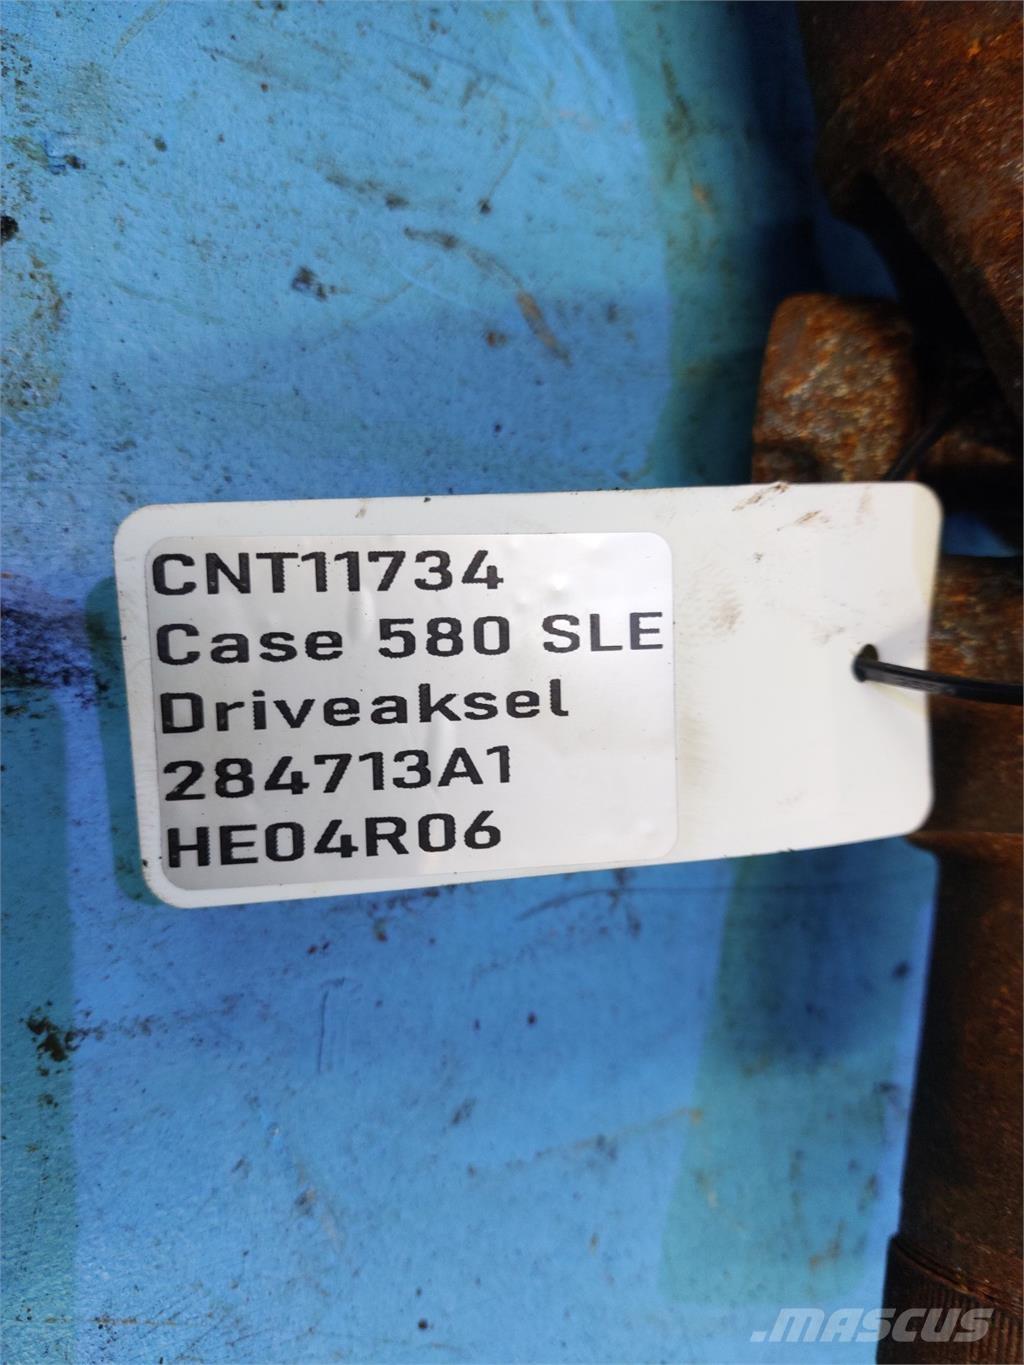 CNT11734
Case 580 SLE
Driveaksel
284713A1
HE04R06
MASCUS